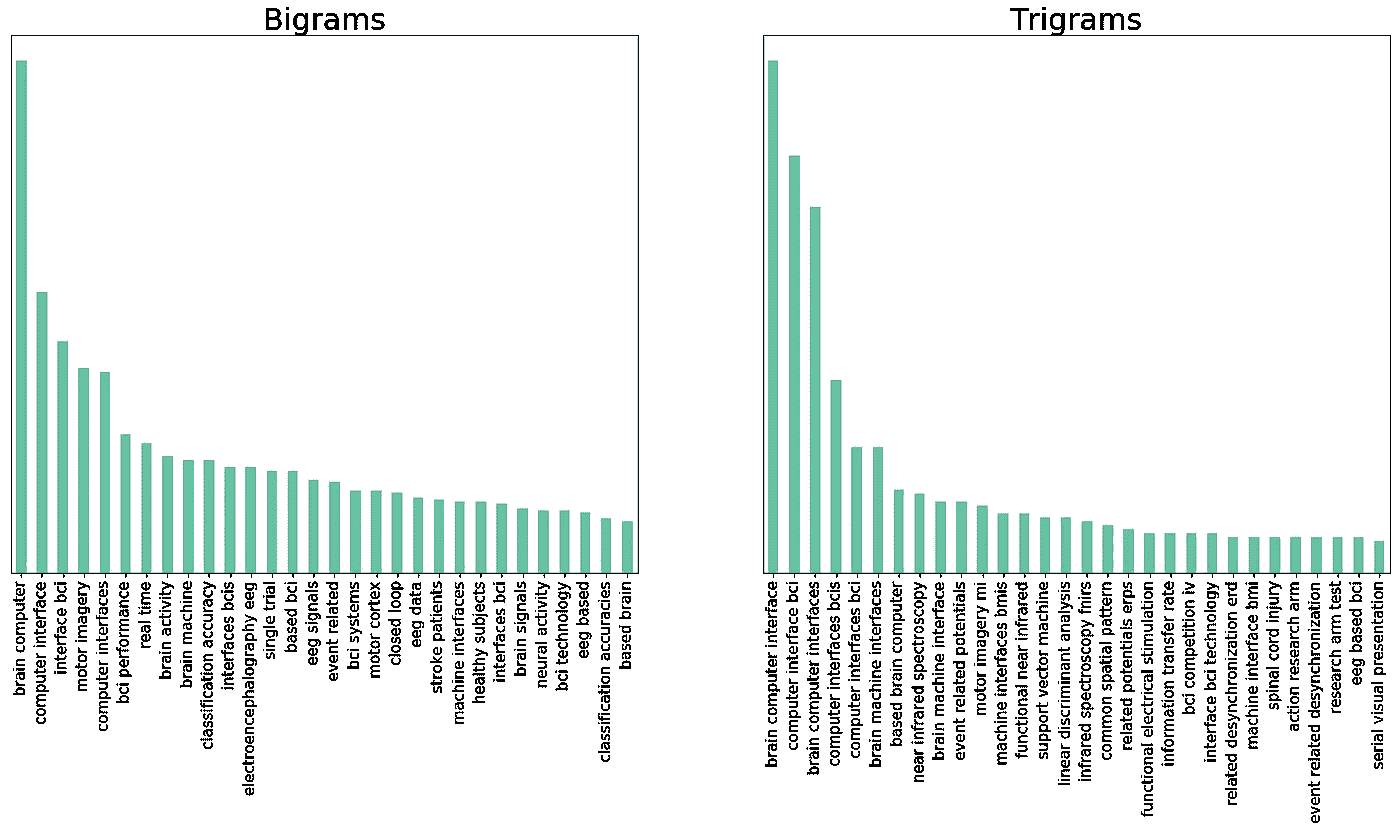 Bigrams
brain computer
computer interface
interface bci
motor imagery
computer interfaces
bci performance
real time
brain activity
brain machine
classification accuracy
interfaces bcis
electroencephalography eeg
single trial
based bci
eeg signals
event related
bci systems
motor cortex
closed loop
eeg data
stroke patients
machine interfaces
healthy subjects
interfaces bci
brain signals
neural activity
bci technology
eeg based
classification accuracies
based brain
Trigrams
brain computer interface
computer interface bci
brain computer interfaces
computer interfaces bcis
computer interfaces bci
brain machine interfaces
based brain computer
near infrared spectroscopy
brain machine interface
event related potentials
motor imagery mi
machine interfaces bmis
functional near infrared
support vector machine
linear discriminant analysis
infrared spectroscopy fnirs
common spatial pattern
related potentials erps
functional electrical stimulation
information transfer rate
bci competition iv
interface bci technology
related desynchronization erd
machine interface bmi
spinal cord injury
action research arm
event related desynchronization
research arm test
eeg based bci
serial visual presentation